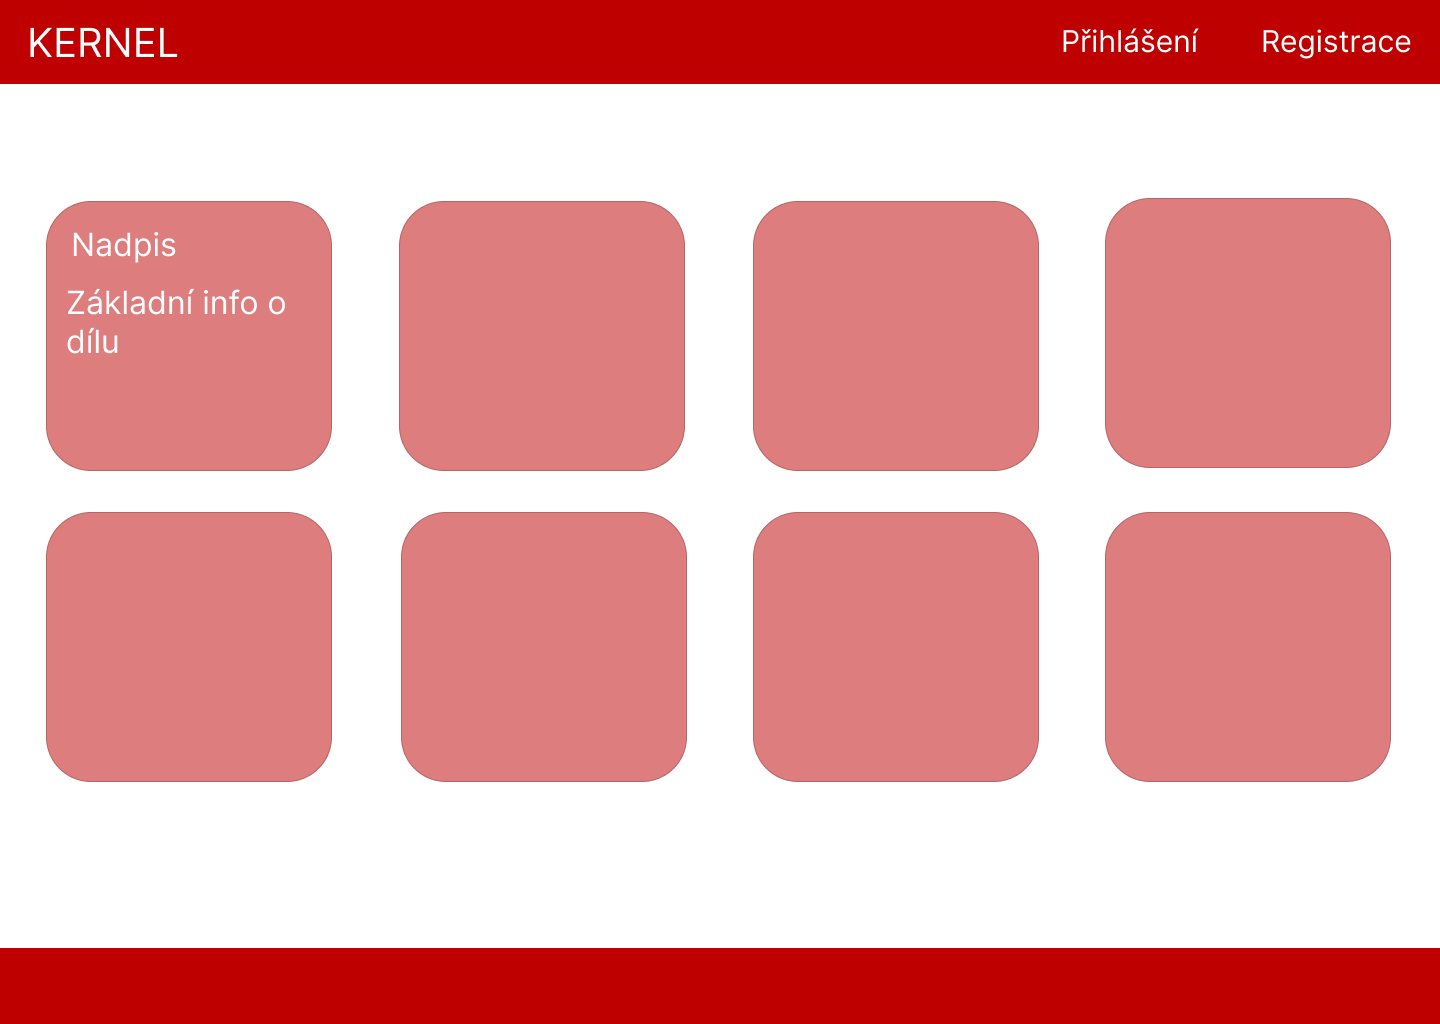 KERNEL
Přihlášení
Registrace
Nadpis
Základní info o
dílu